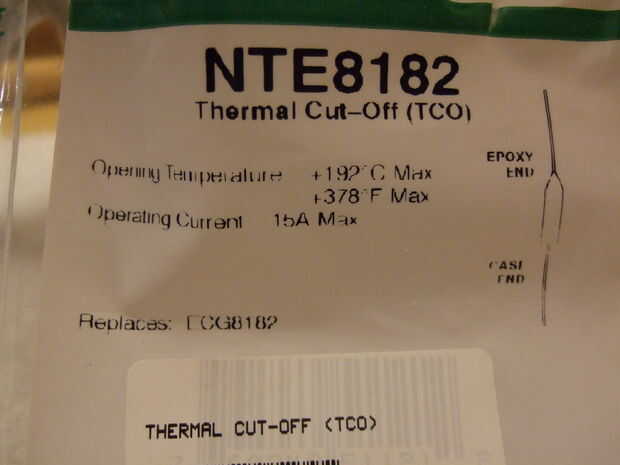 NTE8182
Thermal Cut-Off (TCO)
Opening Temperature +192°C Max
+378°F Max
Operating Current 15A Max
EPOXY
END
CASE
END
Replaces: ECG8182
THERMAL CUT-OFF (TCO)